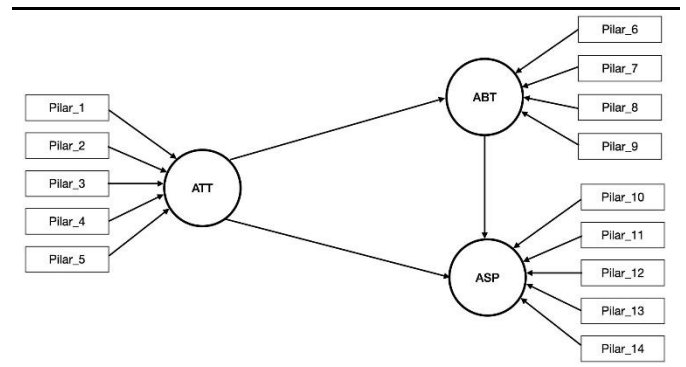 Pilar_1
Pilar_2
Pilar_3
Pilar_4
Pilar_5
ATT
ABT
ASP
Pilar_6
Pilar_7
Pilar_8
Pilar_9
Pilar_10
Pilar_11
Pilar_12
Pilar_13
Pilar_14